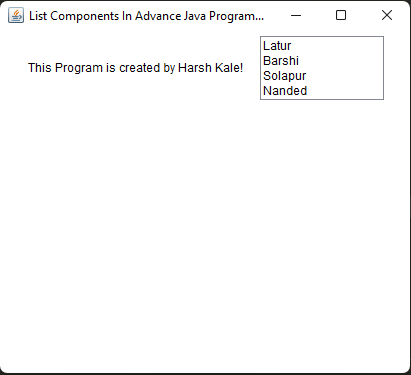 List Components In Advance Java Program...
This Program is created by Harsh Kale!
Latur
Barshi
Solapur
Nanded